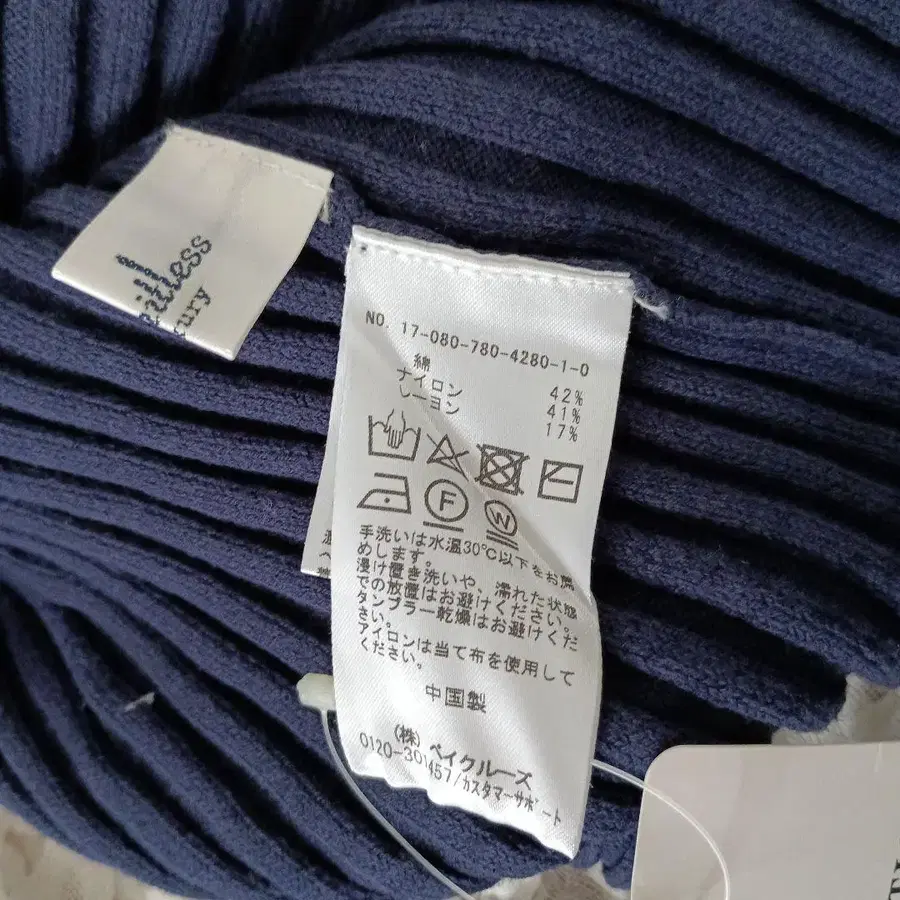 NO. 17-080-780-4280-1-0
綿 42%
ナイロン 41%
レーヨン 17%
F
W
手洗いは水温30℃以下をお薦
めします。
浸け置き洗いや、濡れた状態
での放置はお避けください。
タンブラー乾燥はお避けくだ
さい。
アイロンは当て布を使用して
ください。
中国製
(株)ベイクルーズ
0120-301457/カスタマーサポート